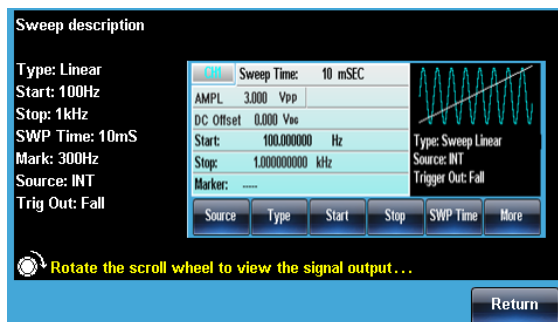 Sweep description
Type: Linear
Start: 100Hz
Stop: 1kHz
SWP Time: 10mS
Mark: 300Hz
Source: INT
Trig Out: Fall
CH1 Sweep Time: 10 mSEC
AMPL 3.000 VPP
DC Offset 0.000 VDC
Start: 100.000000 Hz
Stop: 1.000000000 kHz
Marker: -----
Type: Sweep Linear
Source: INT
Trigger Out: Fall
Source Type Start Stop SWP Time More
Rotate the scroll wheel to view the signal output...
Return